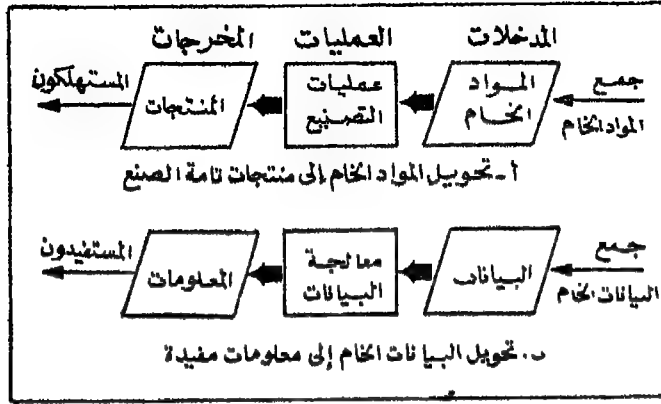 المدخلات العمليات المخرجات
جمع المواد عمليات المنتجات المستهلكون
المواد الخام الخام التصنيع
أ - تحويل المواد الخام إلى منتجات تامة الصنع
جمع البيانات معالجة المعلومات المستفيدون
البيانات الخام البيانات
ب. تحويل البيانات الخام إلى معلومات مفيدة